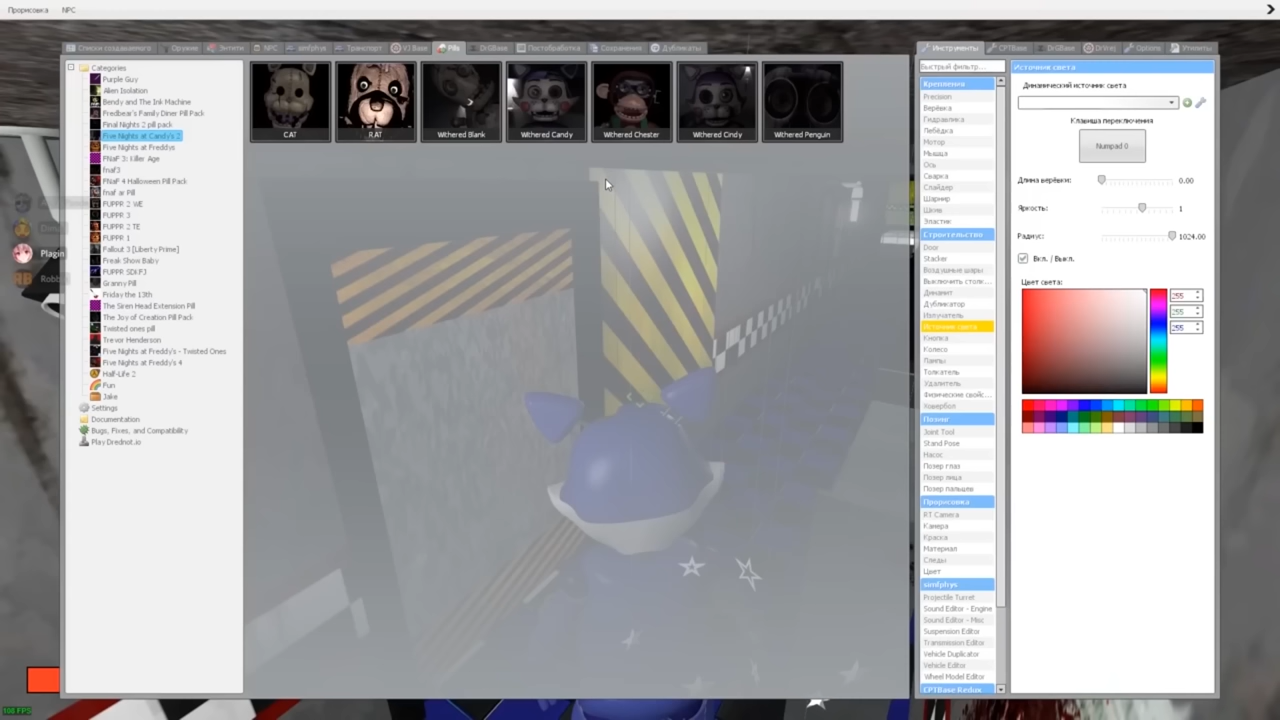 Прорисовка NPC
Списки создаваемого Оружие Энтити NPC simfphys Транспорт VJ Base Pills DrGBase Постобработка Сохранения Дубликаты
Инструменты CPTBase DrGBase DrVrej Options Утилиты
Categories
Purple Guy
Alien Isolation
Bendy and The Ink Machine
Fredbear's Family Diner Pill Pack
Final Nights 2 pill pack
Five Nights at Candy's 2
Five Nights at Freddys
FNaF 3: Killer Age
fnaf3
FNAF 4 Halloween Pill Pack
fnaf ar Pill
FUPPR 2 WE
FUPPR 3
FUPPR 2 TE
FUPPR 1
Fallout 3 [Liberty Prime]
Freak Show Baby
FUPPR SDLFJ
Granny Pill
Friday the 13th
The Siren Head Extension Pill
The Joy of Creation Pill Pack
Twisted ones pill
Trevor Henderson
Five Nights at Freddy's - Twisted Ones
Five Nights at Freddy's 4
Half-Life 2
Fun
Jake
Settings
Documentation
Bugs, Fixes, and Compatibility
Play Drednot.io
Plagin
CAT
RAT
Withered Blank
Withered Candy
Withered Chester
Withered Cindy
Withered Penguin
Быстрый фильтр...
Крепления
Precision
Верёвка
Гидравлика
Лебёдка
Мотор
Мышца
Ось
Сварка
Слайдер
Шарнир
Шкив
Эластик
Строительство
Door
Stacker
Воздушные шары
Выключить столк...
Динамит
Дубликатор
Излучатель
Источник света
Кнопка
Колесо
Лампы
Толкатель
Удалитель
Физические свойс...
Ховербол
Позинг
Joint Tool
Stand Pose
Насос
Позер глаз
Позер лица
Позер пальцев
Прорисовка
RT Camera
Камера
Краска
Материал
Следы
Цвет
simfphys
Projectile Turret
Sound Editor - Engine
Sound Editor - Misc
Suspension Editor
Transmission Editor
Vehicle Duplicator
Vehicle Editor
Wheel Model Editor
CPTBase Redux
Источник света
Динамический источник света
Клавиша переключения
Numpad 0
Длина верёвки: 0.00
Яркость: 1
Радиус: 1024.00
Вкл. / Выкл.
Цвет света:
255
255
255
108 FPS